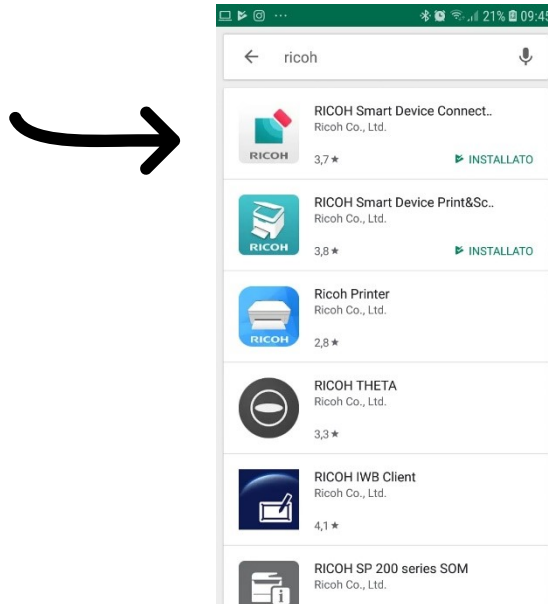 21% 09:45
ricoh
RICOH Smart Device Connect..
Ricoh Co., Ltd.
RICOH
3,7★
INSTALLATO
RICOH Smart Device Print&Sc..
Ricoh Co., Ltd.
RICOH
3,8★
INSTALLATO
Ricoh Printer
Ricoh Co., Ltd.
RICOH
2,8★
RICOH THETA
Ricoh Co., Ltd.
3,3★
RICOH IWB Client
Ricoh Co., Ltd.
4,1★
RICOH SP 200 series SOM
Ricoh Co., Ltd.